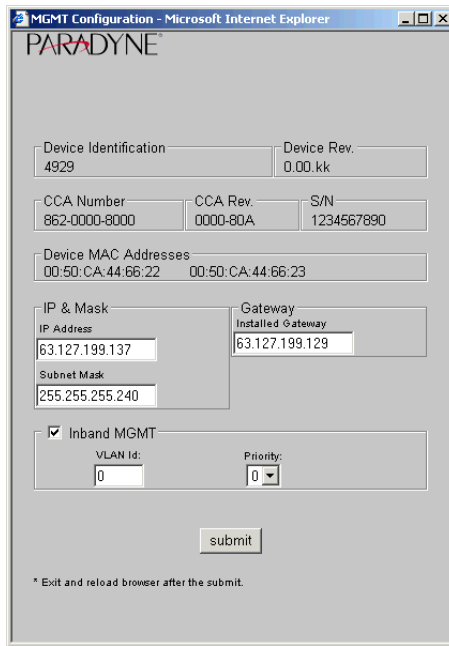 MGMT Configuration - Microsoft Internet Explorer
PARADYNE®
Device Identification
4929
Device Rev.
0.00.kk
CCA Number
862-0000-8000
CCA Rev.
0000-80A
S/N
1234567890
Device MAC Addresses
00:50:CA:44:66:22 00:50:CA:44:66:23
IP & Mask
IP Address
63.127.199.137
Subnet Mask
255.255.255.240
Gateway
Installed Gateway
63.127.199.129
Inband MGMT
VLAN Id:
0
Priority:
0
submit
* Exit and reload browser after the submit.